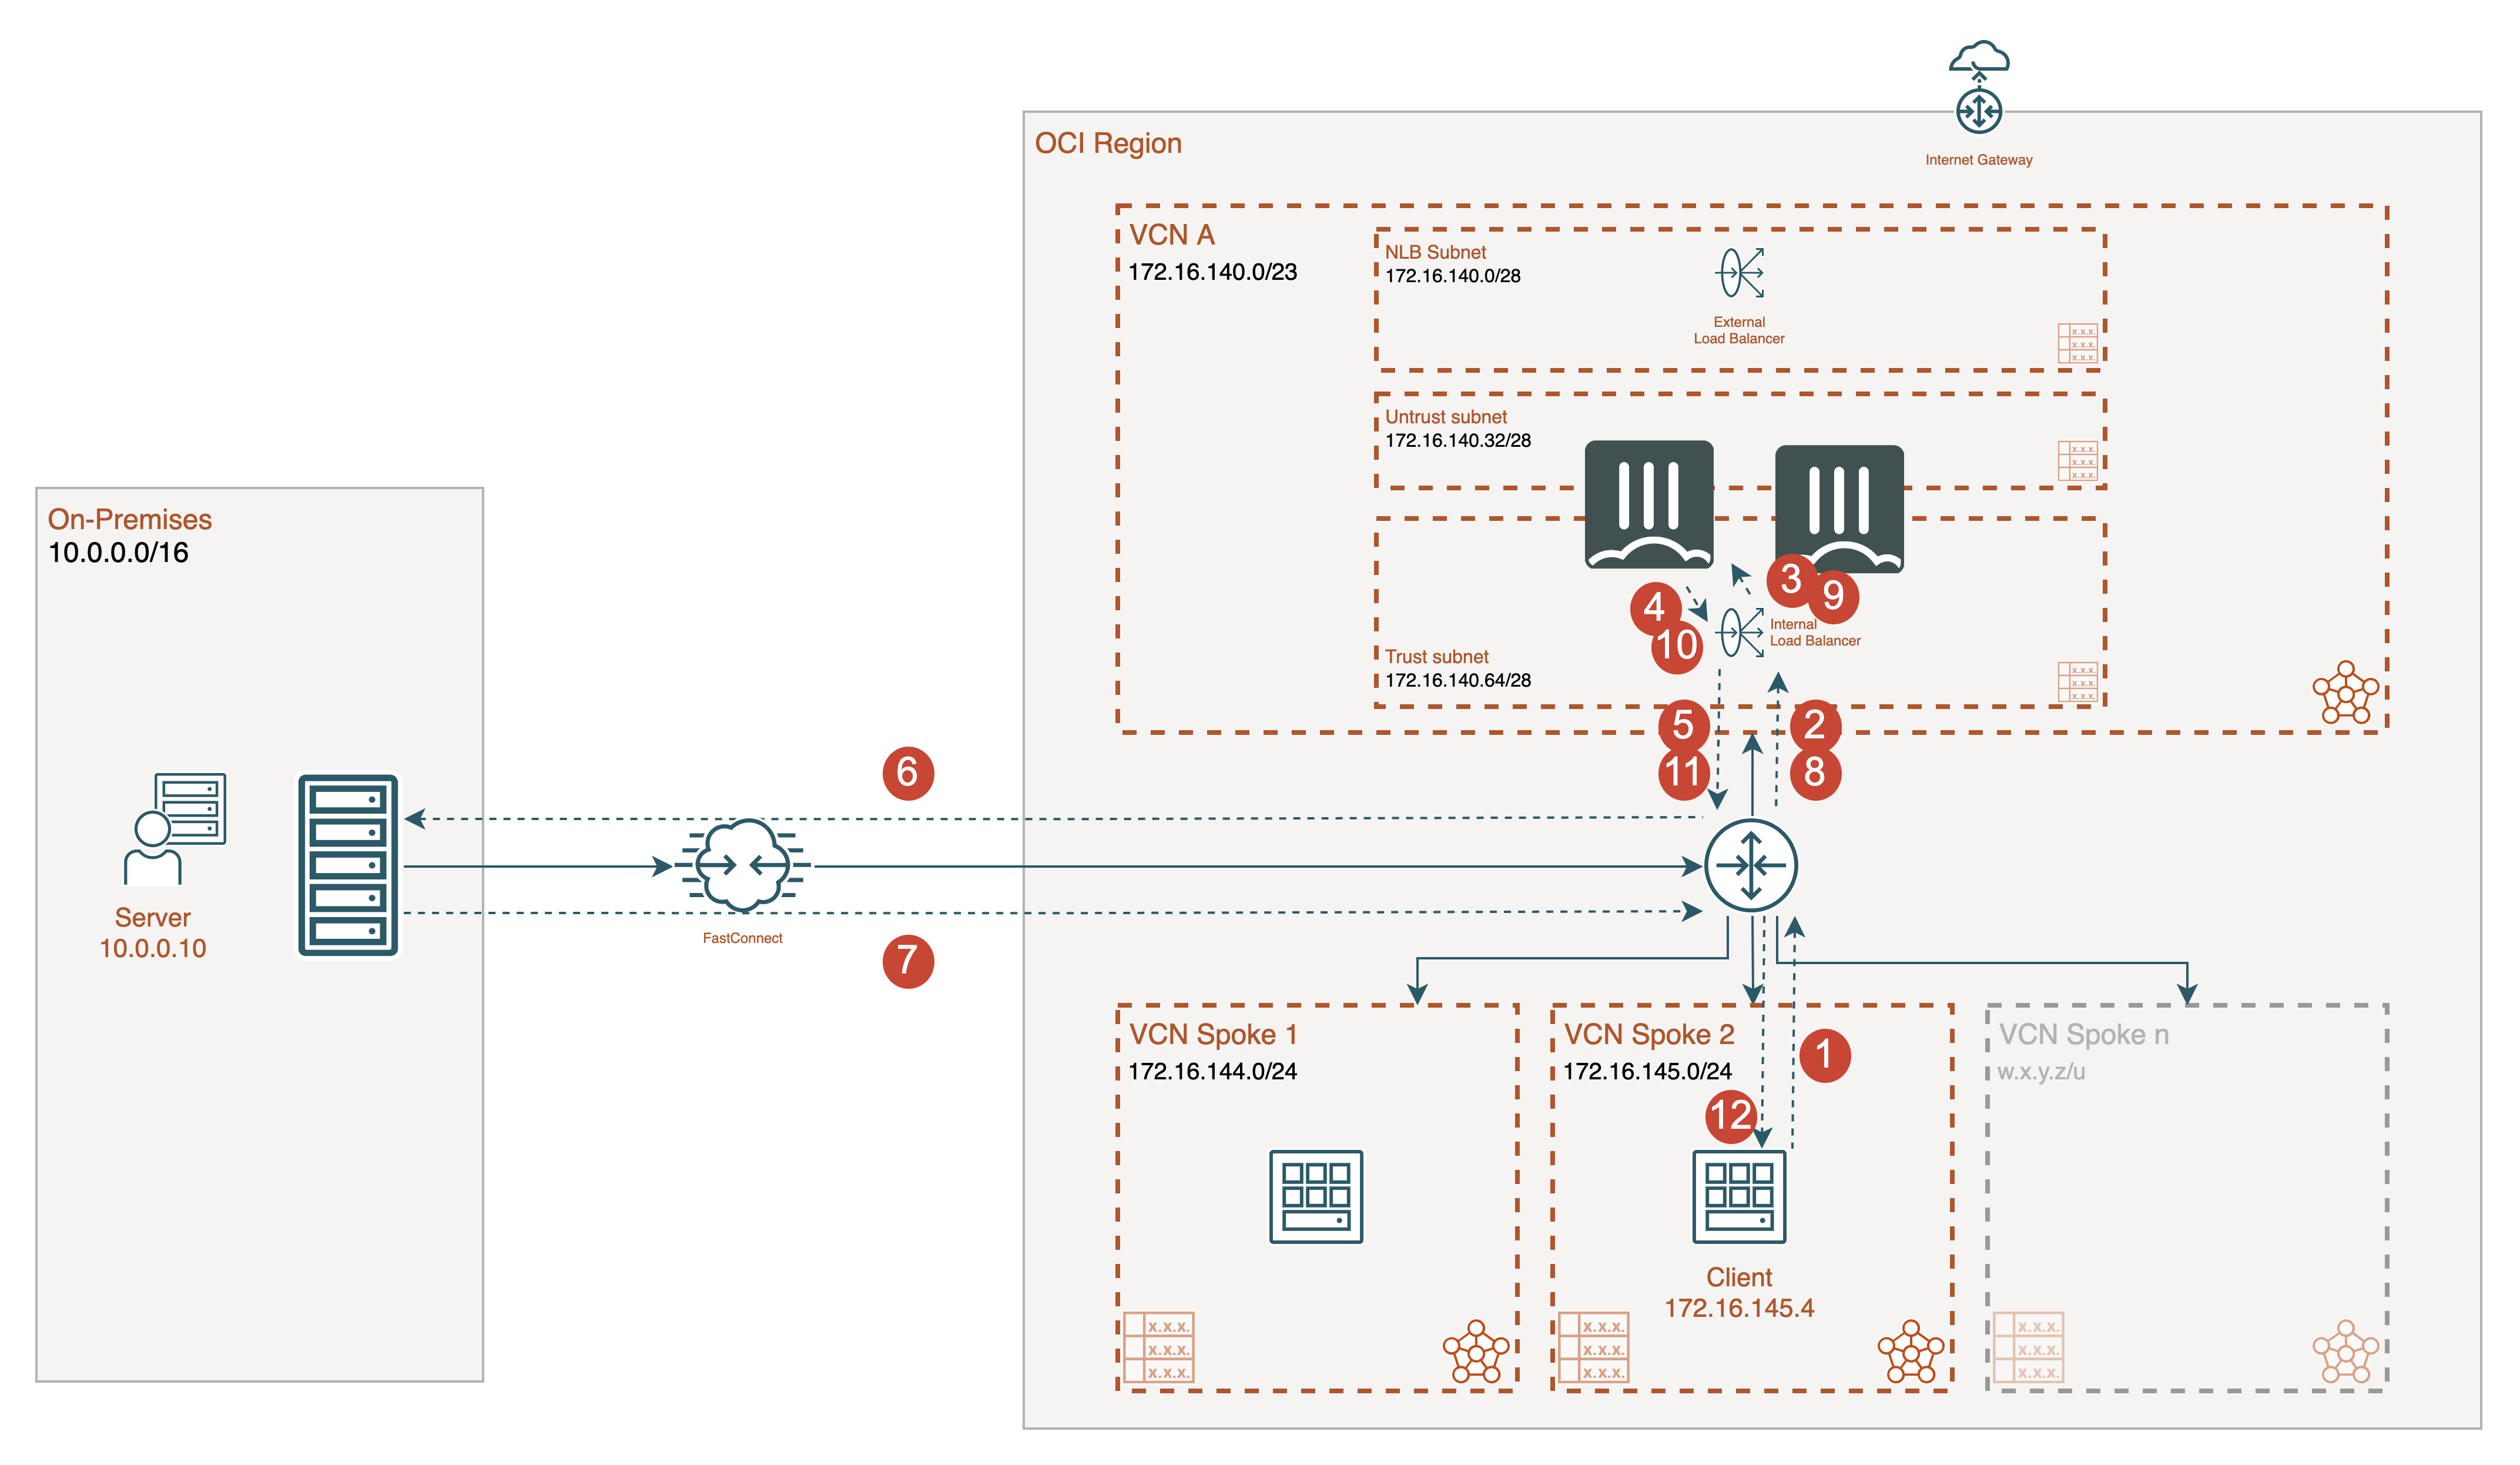 Internet Gateway
OCI Region
VCN A
172.16.140.0/23
NLB Subnet
172.16.140.0/28
External
Load Balancer
x.x.x.
x.x.x.
x.x.x.
Untrust subnet
172.16.140.32/28
x.x.x.
x.x.x.
x.x.x.
3
9
4
10
Internal
Load Balancer
Trust subnet
172.16.140.64/28
x.x.x.
x.x.x.
x.x.x.
5
2
11
8
On-Premises
10.0.0.0/16
6
Server
10.0.0.10
FastConnect
7
VCN Spoke 1
172.16.144.0/24
x.x.x.
x.x.x.
x.x.x.
VCN Spoke 2
172.16.145.0/24
1
12
Client
172.16.145.4
x.x.x.
x.x.x.
x.x.x.
VCN Spoke n
w.x.y.z/u
x.x.x.
x.x.x.
x.x.x.